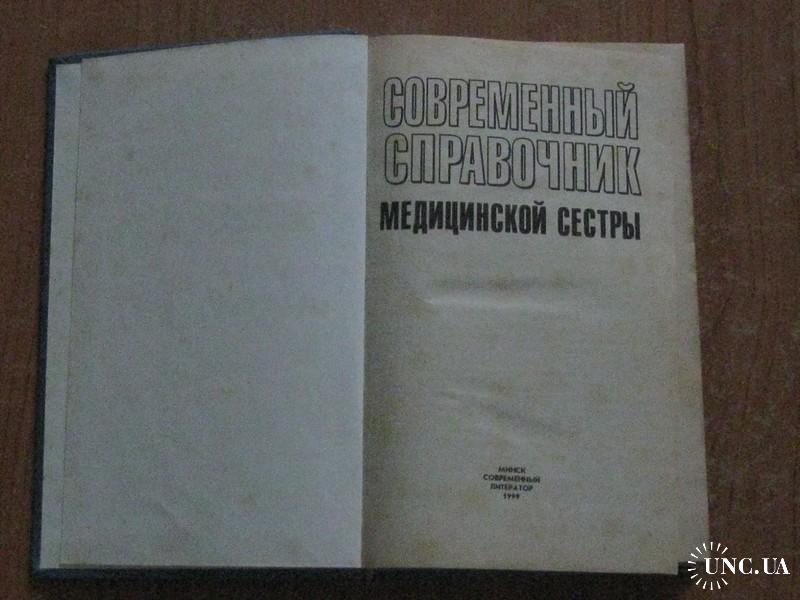 СОВРЕМЕННЫЙ
СПРАВОЧНИК
МЕДИЦИНСКОЙ СЕСТРЫ
МИНСК
СОВРЕМЕННЫЙ
ЛИТЕРАТОР
1999
UNC.UA